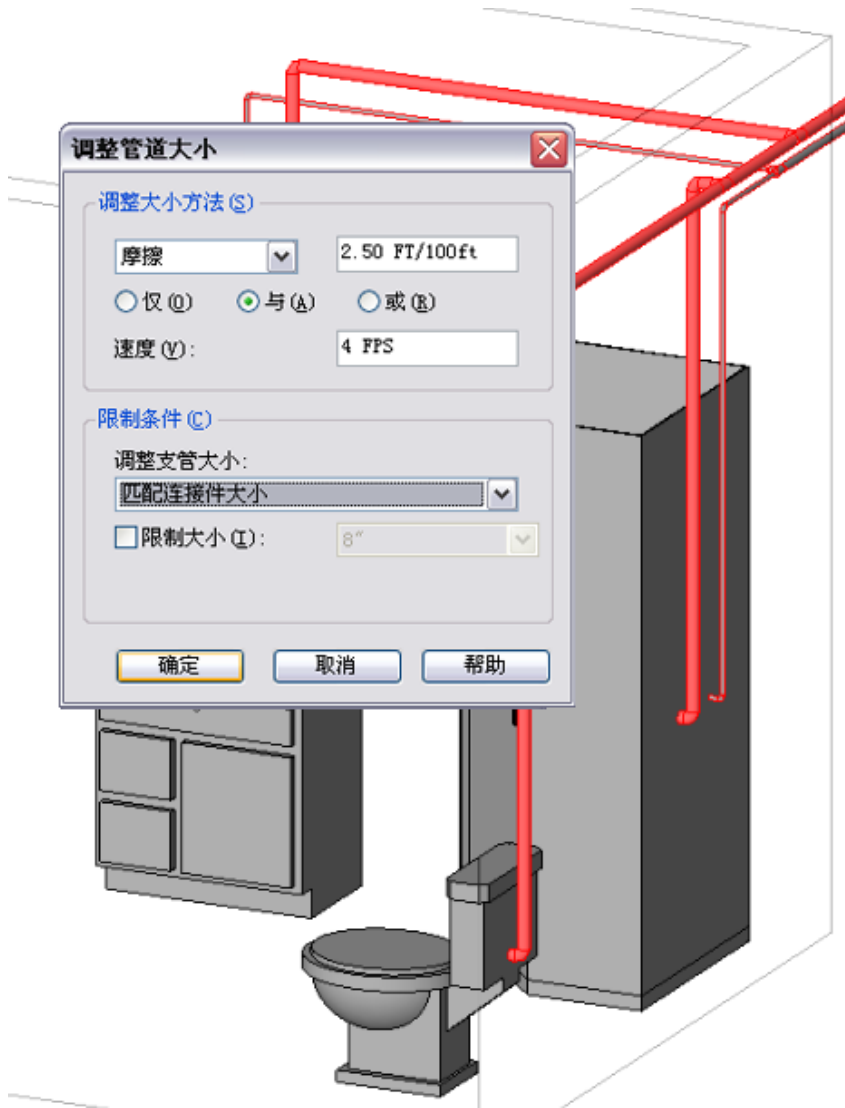 调整管道大小
调整大小方法(S)
摩擦 2.50 FT/100ft
仅(O) 与(A) 或(R)
速度(V): 4 FPS
限制条件(C)
调整支管大小:
匹配连接件大小
限制大小(I): 8"
确定 取消 帮助